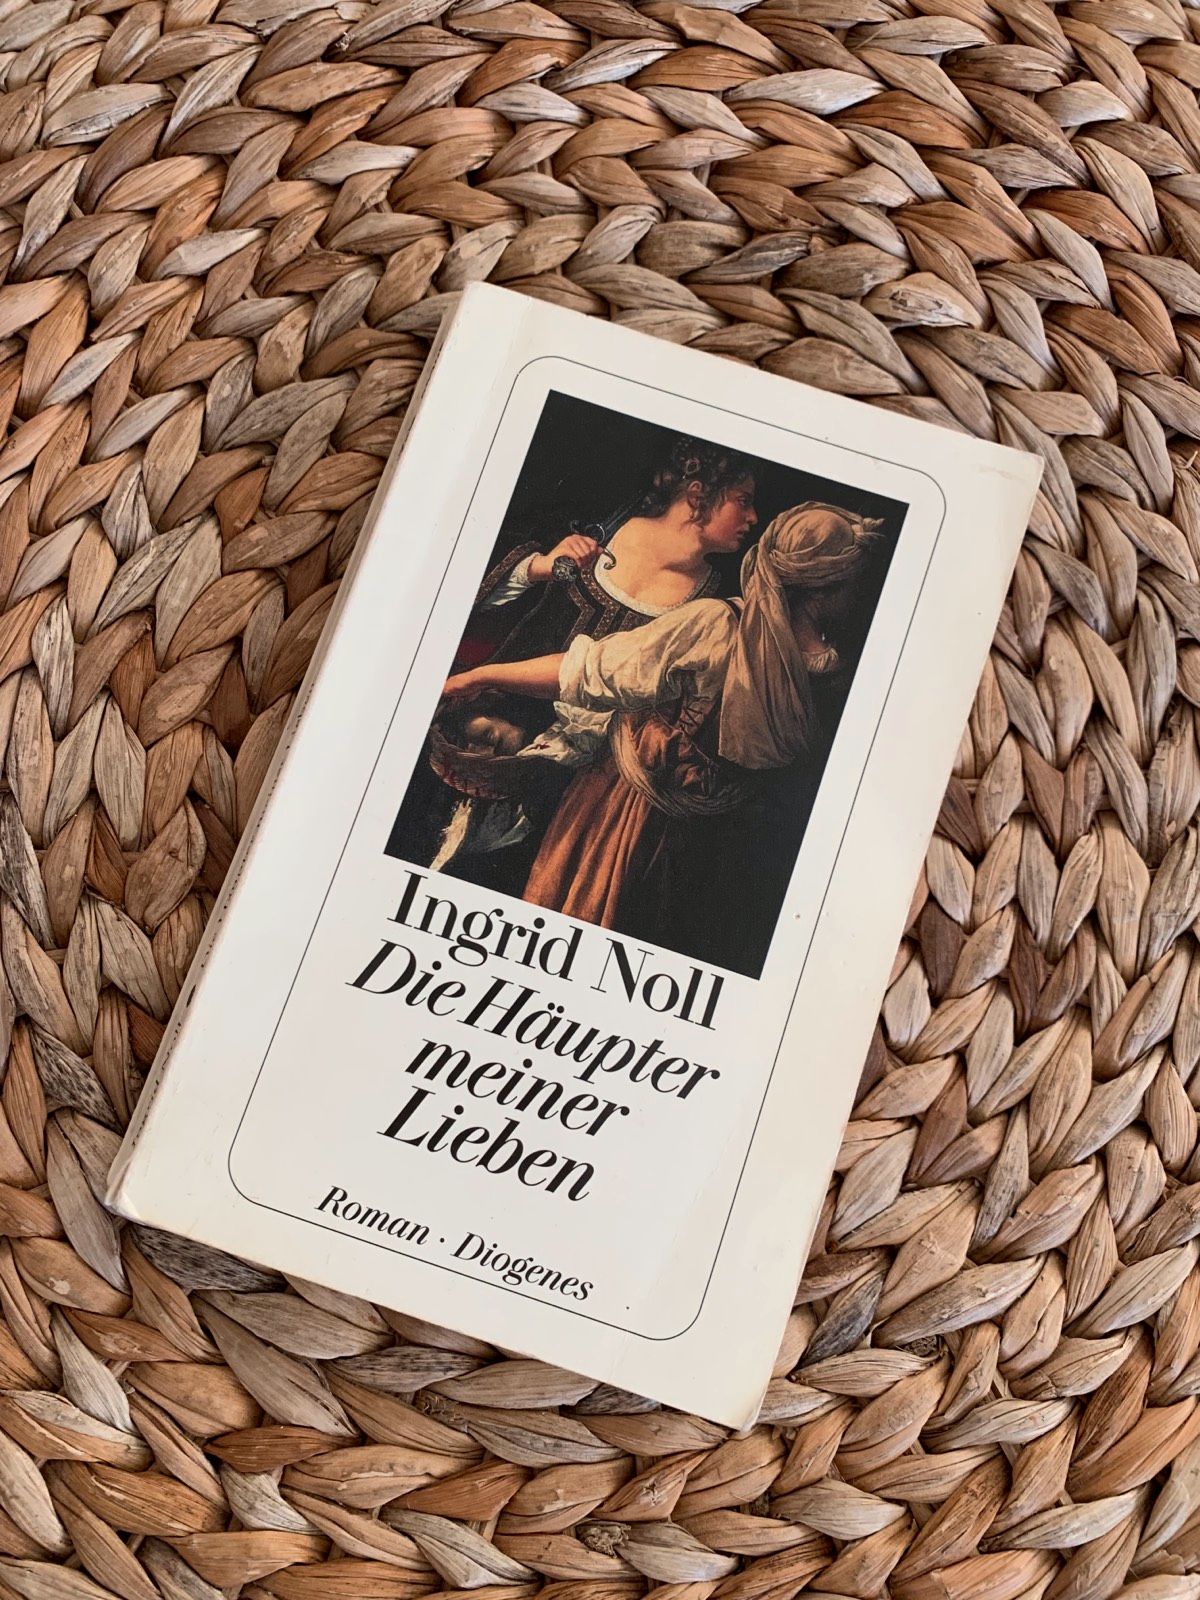 Ingrid Noll
Die Häupter
meiner
Lieben
Roman · Diogenes